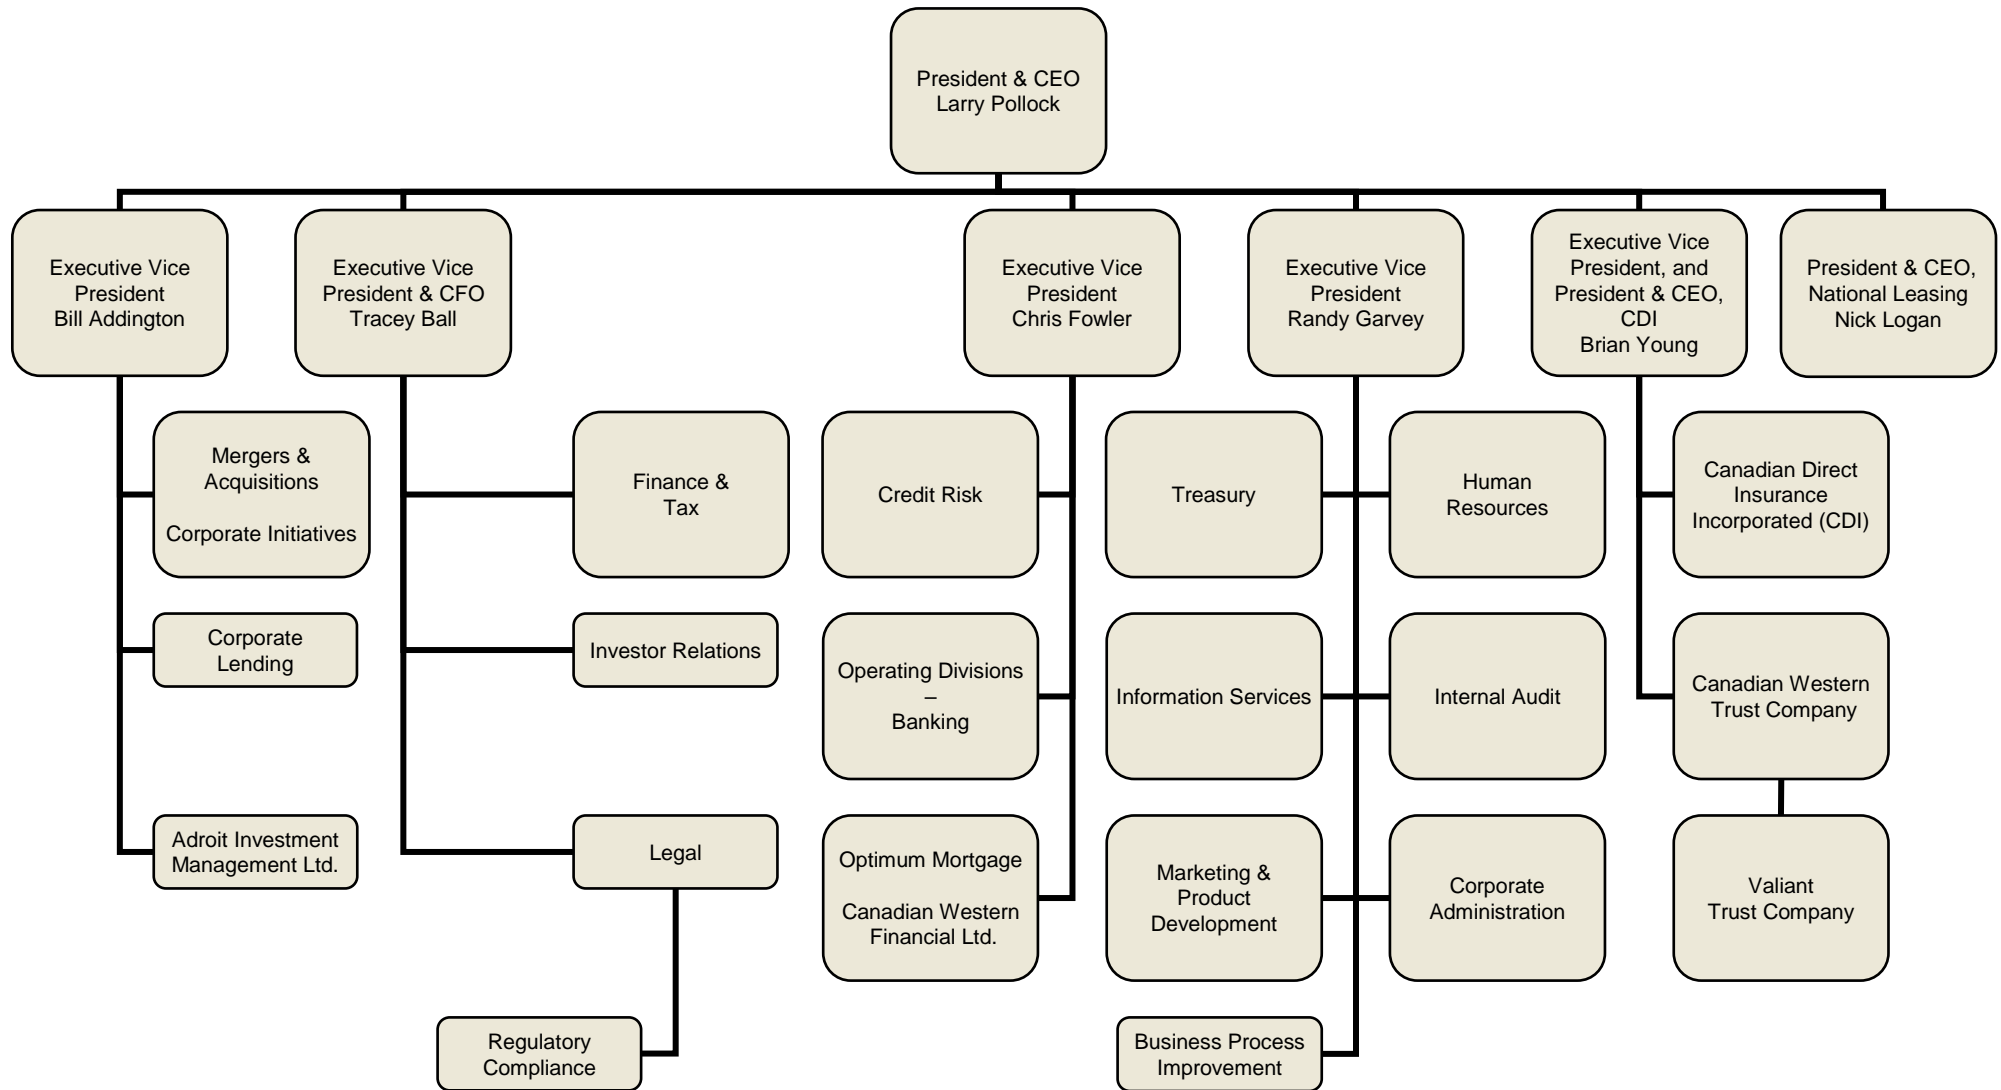 President & CEO
Larry Pollock
Executive Vice
President
Bill Addington
Executive Vice
President & CFO
Tracey Ball
Executive Vice
President
Chris Fowler
Executive Vice
President
Randy Garvey
Executive Vice
President, and
President & CEO,
CDI
Brian Young
President & CEO,
National Leasing
Nick Logan
Mergers &
Acquisitions
Corporate Initiatives
Finance &
Tax
Credit Risk
Treasury
Human
Resources
Canadian Direct
Insurance
Incorporated (CDI)
Corporate
Lending
Investor Relations
Operating Divisions
–
Banking
Information Services
Internal Audit
Canadian Western
Trust Company
Adroit Investment
Management Ltd.
Legal
Optimum Mortgage
Canadian Western
Financial Ltd.
Marketing &
Product
Development
Corporate
Administration
Valiant
Trust Company
Regulatory
Compliance
Business Process
Improvement